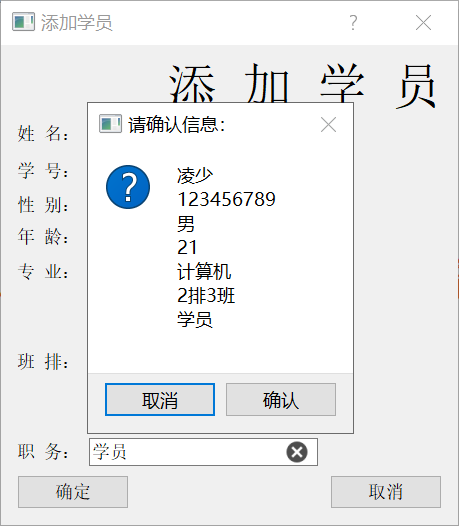 添加学员
添 加 学 员
请确认信息：
姓 名：
学 号：
性 别：
年 龄：
专 业：
班 排：
凌少
123456789
男
21
计算机
2排3班
学员
取消
确认
职 务：
学员
确定
取消